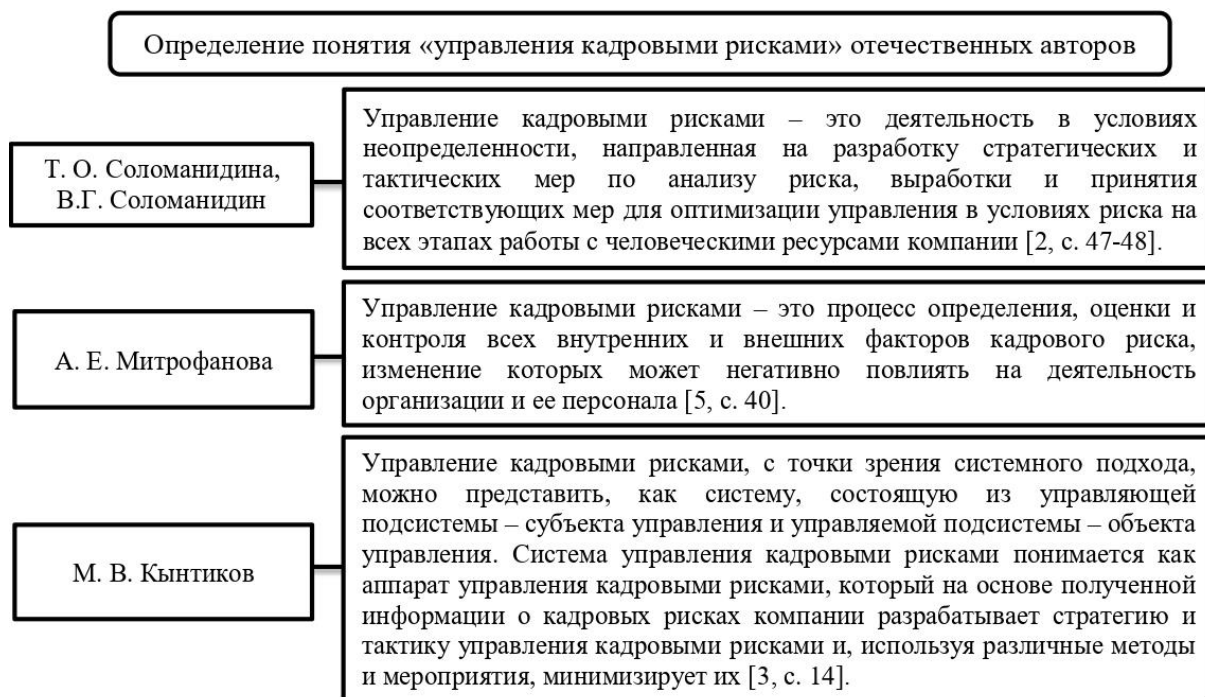 Определение понятия «управления кадровыми рисками» отечественных авторов
Т. О. Соломанидина,
В.Г. Соломанидин
Управление кадровыми рисками – это деятельность в условиях
неопределенности, направленная на разработку стратегических и
тактических мер по анализу риска, выработки и принятия
соответствующих мер для оптимизации управления в условиях риска на
всех этапах работы с человеческими ресурсами компании [2, с. 47-48].
А. Е. Митрофанова
Управление кадровыми рисками – это процесс определения, оценки и
контроля всех внутренних и внешних факторов кадрового риска,
изменение которых может негативно повлиять на деятельность
организации и ее персонала [5, с. 40].
М. В. Кынтиков
Управление кадровыми рисками, с точки зрения системного подхода,
можно представить, как систему, состоящую из управляющей
подсистемы – субъекта управления и управляемой подсистемы – объекта
управления. Система управления кадровыми рисками понимается как
аппарат управления кадровыми рисками, который на основе полученной
информации о кадровых рисках компании разрабатывает стратегию и
тактику управления кадровыми рисками и, используя различные методы
и мероприятия, минимизирует их [3, с. 14].